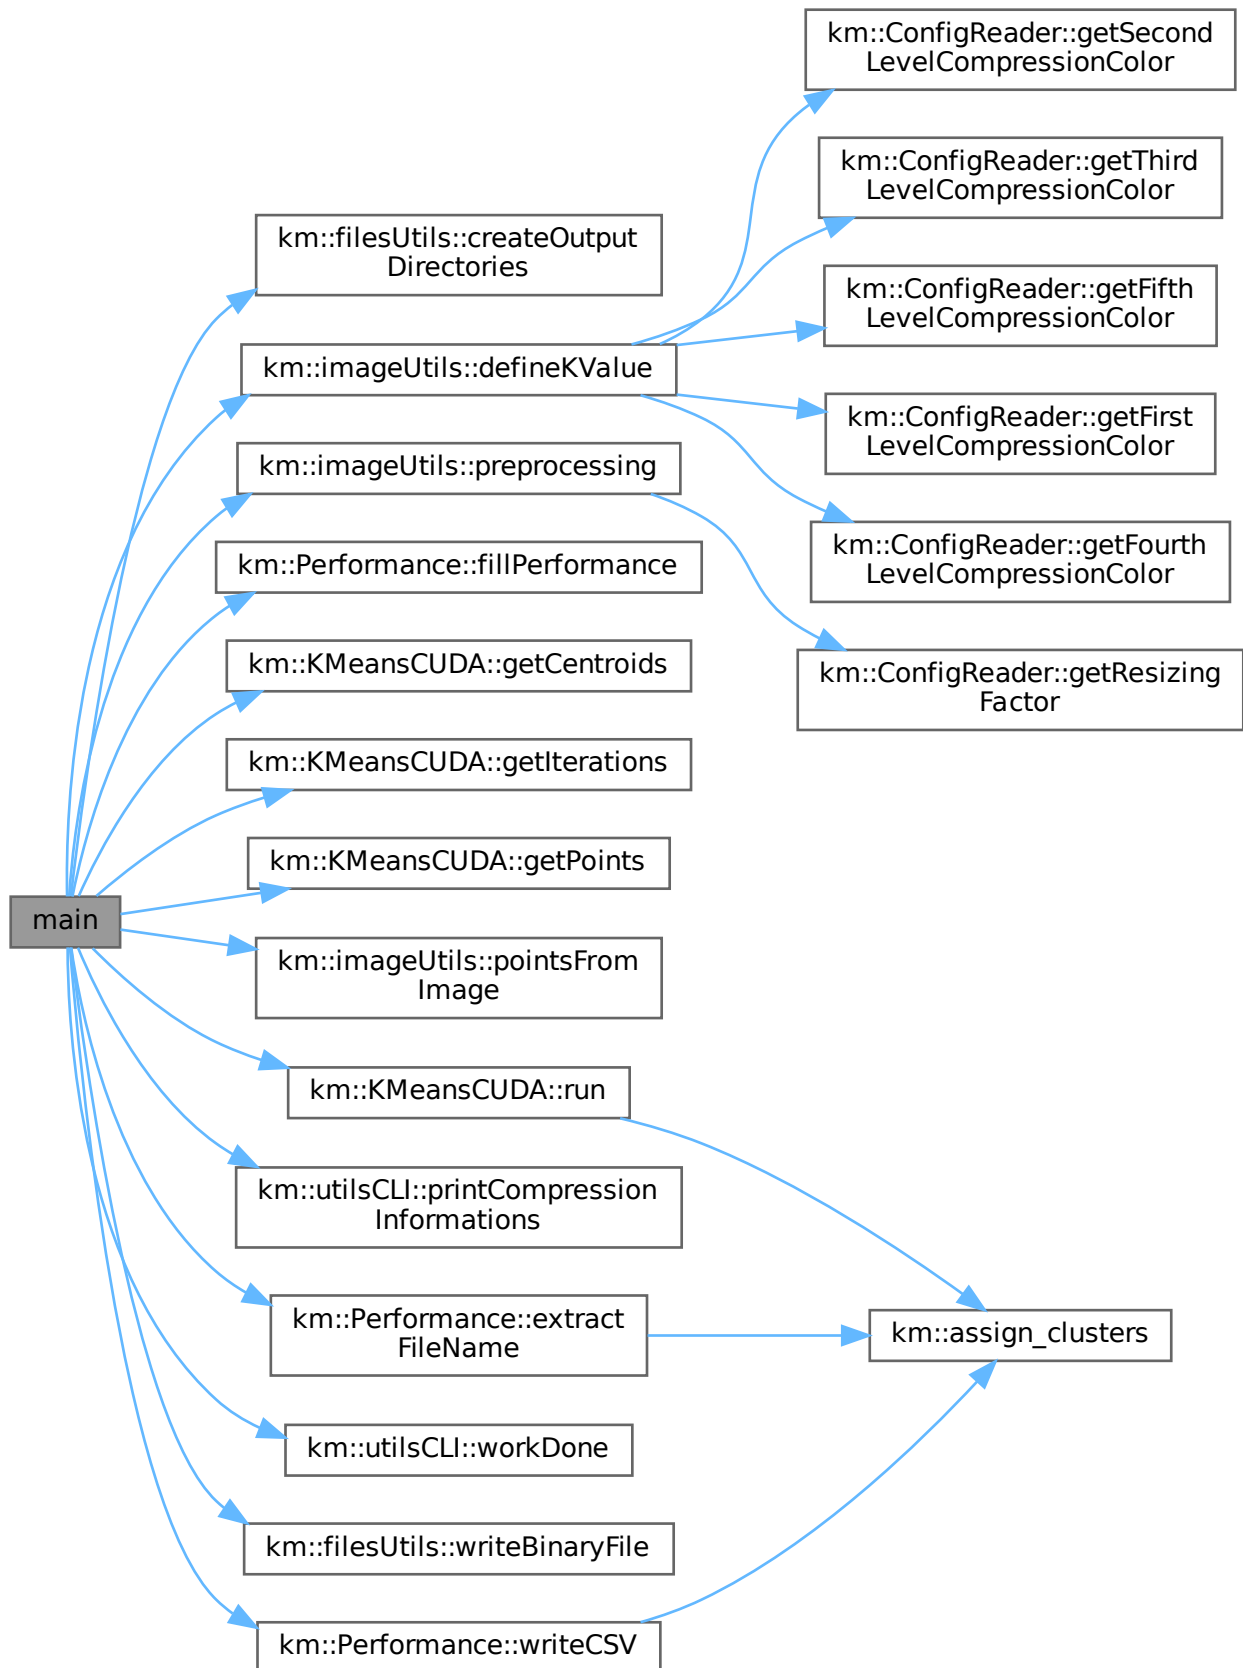 main
km::filesUtils::createOutput
Directories
km::imageUtils::defineKValue
km::imageUtils::preprocessing
km::Performance::fillPerformance
km::KMeansCUDA::getCentroids
km::KMeansCUDA::getIterations
km::KMeansCUDA::getPoints
km::imageUtils::pointsFrom
Image
km::KMeansCUDA::run
km::utilsCLI::printCompression
Informations
km::Performance::extract
FileName
km::utilsCLI::workDone
km::filesUtils::writeBinaryFile
km::Performance::writeCSV
km::ConfigReader::getSecond
LevelCompressionColor
km::ConfigReader::getThird
LevelCompressionColor
km::ConfigReader::getFifth
LevelCompressionColor
km::ConfigReader::getFirst
LevelCompressionColor
km::ConfigReader::getFourth
LevelCompressionColor
km::ConfigReader::getResizing
Factor
km::assign_clusters